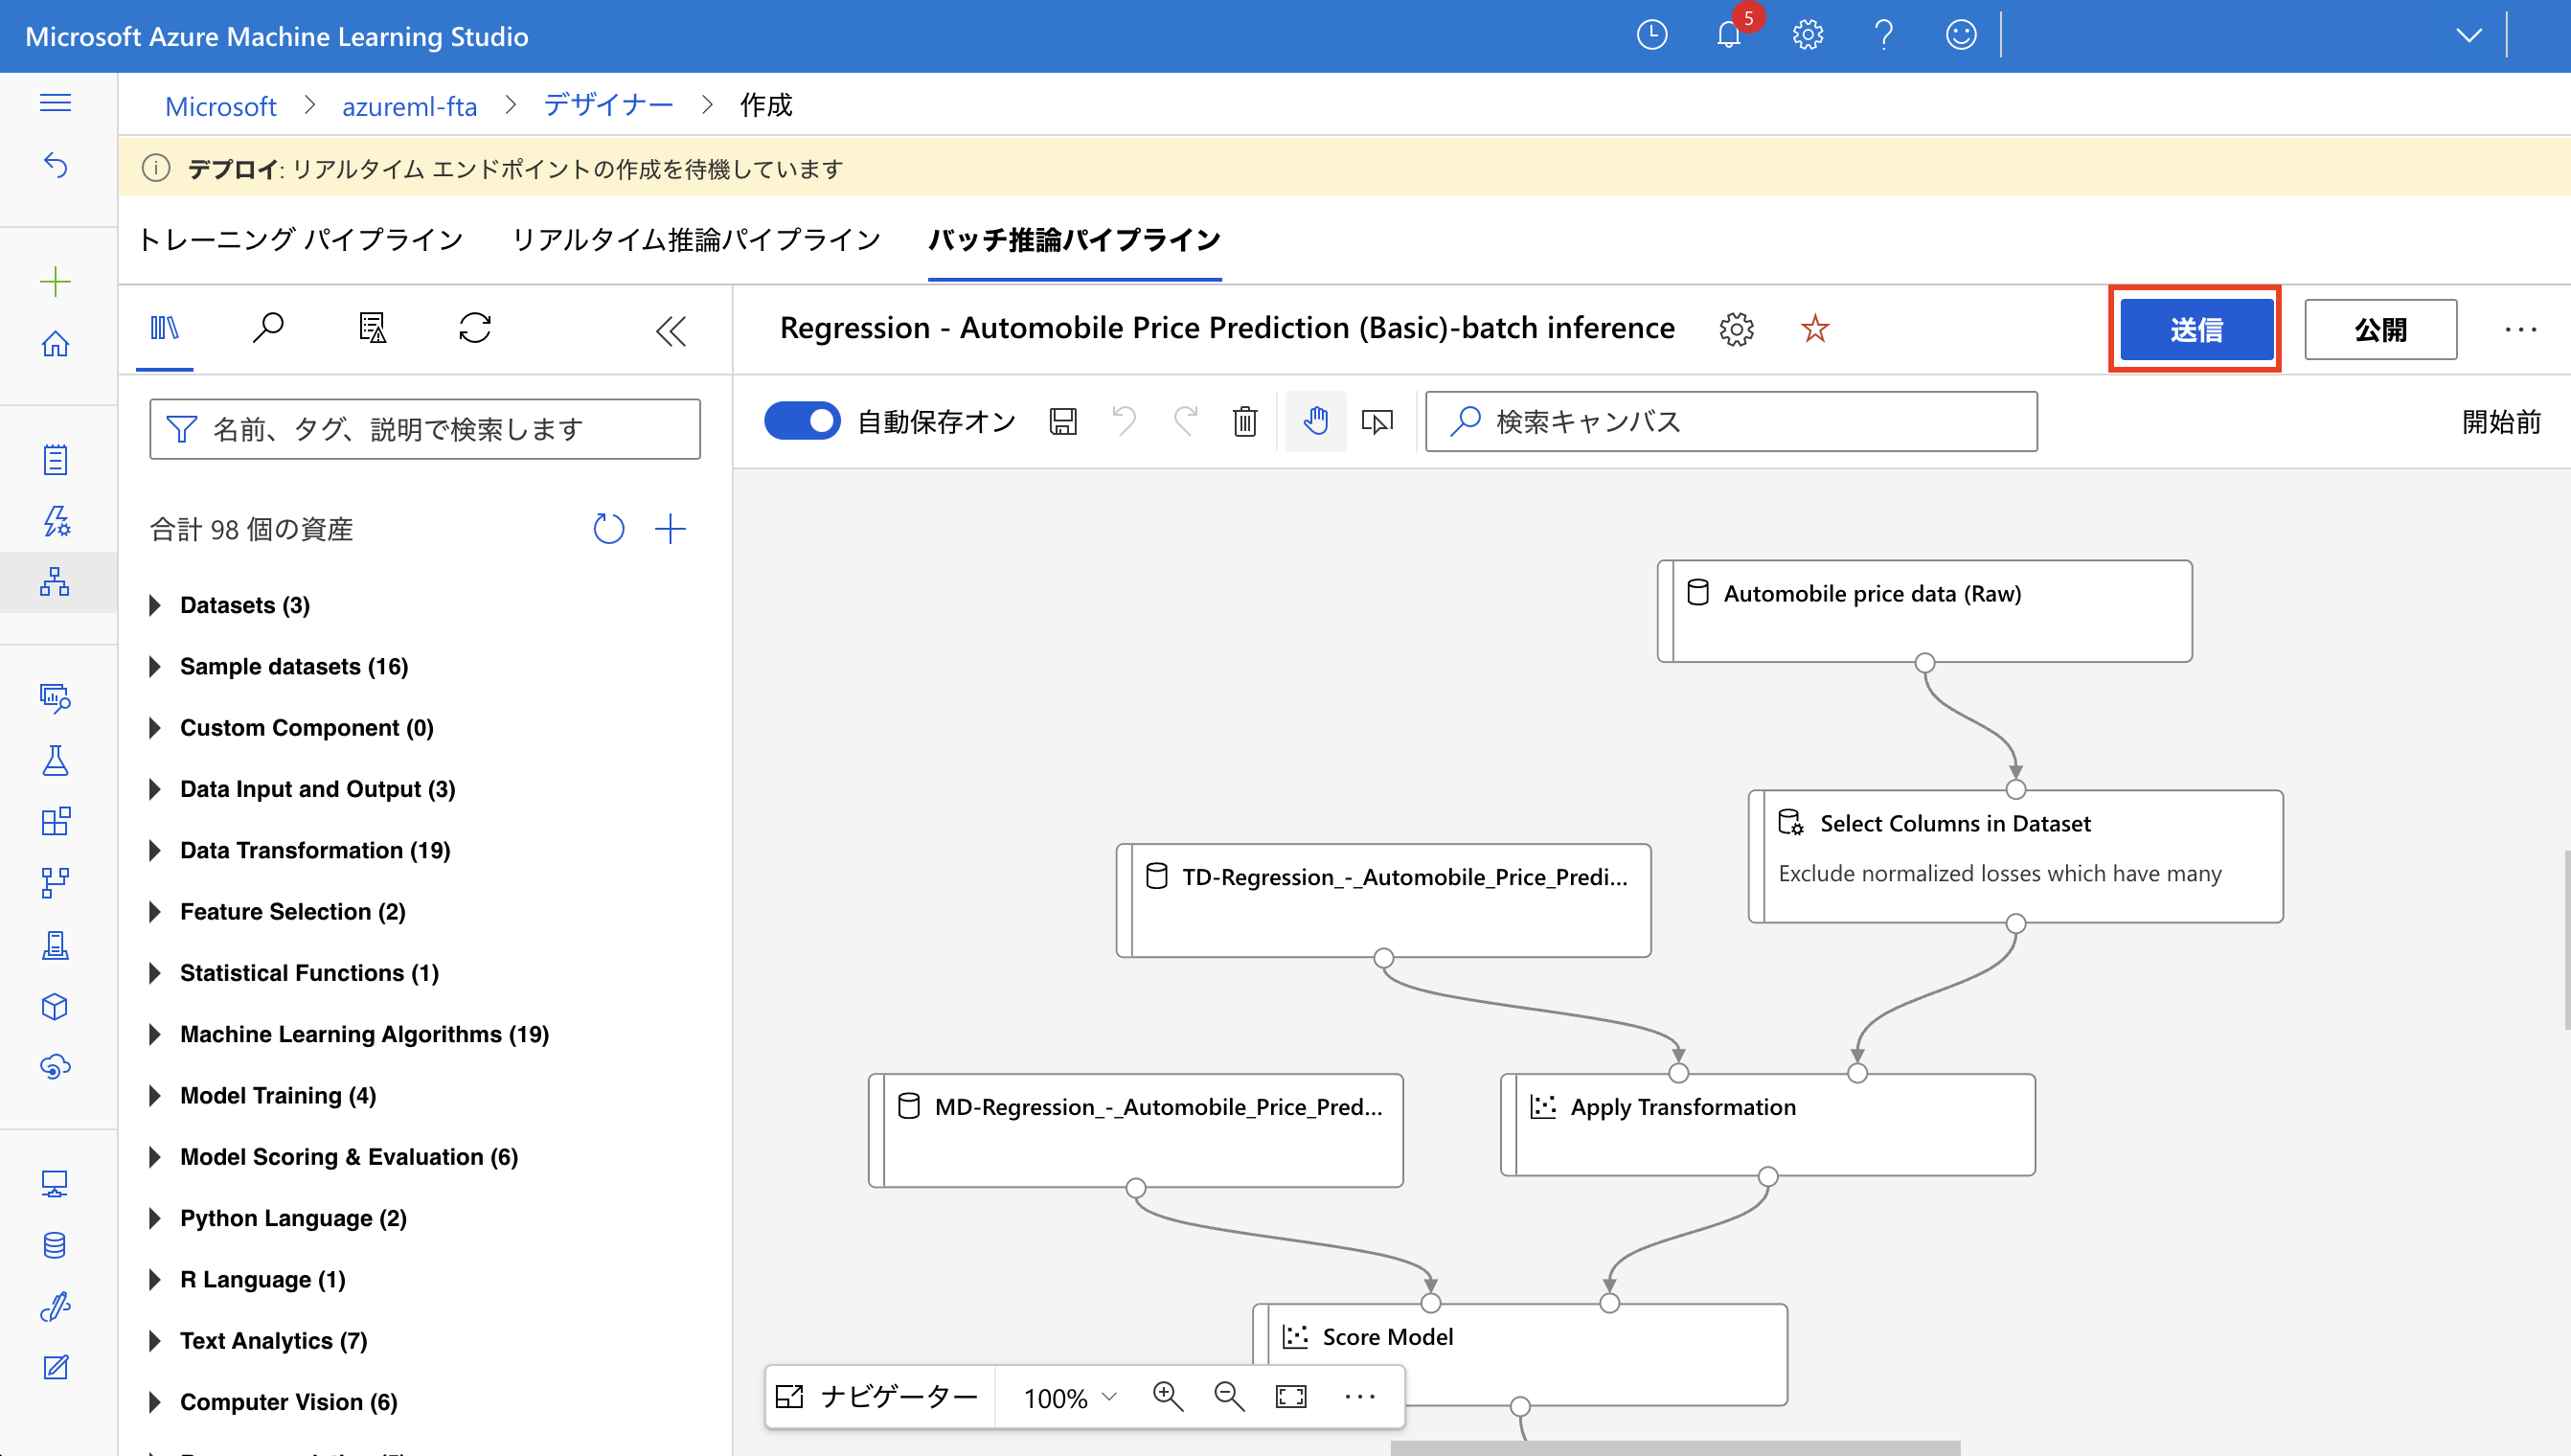 Microsoft Azure Machine Learning Studio
5
Microsoft > azureml-fta > デザイナー > 作成
デプロイ: リアルタイム エンドポイントの作成を待機しています
トレーニング パイプライン リアルタイム推論パイプライン バッチ推論パイプライン
Regression - Automobile Price Prediction (Basic)-batch inference
送信
公開
名前、タグ、説明で検索します
自動保存オン
検索キャンバス
開始前
合計 98 個の資産
Datasets (3)
Sample datasets (16)
Custom Component (0)
Data Input and Output (3)
Data Transformation (19)
Feature Selection (2)
Statistical Functions (1)
Machine Learning Algorithms (19)
Model Training (4)
Model Scoring & Evaluation (6)
Python Language (2)
R Language (1)
Text Analytics (7)
Computer Vision (6)
Automobile price data (Raw)
Select Columns in Dataset
Exclude normalized losses which have many
TD-Regression_-_Automobile_Price_Predi...
MD-Regression_-_Automobile_Price_Pred...
Apply Transformation
Score Model
ナビゲーター
100%